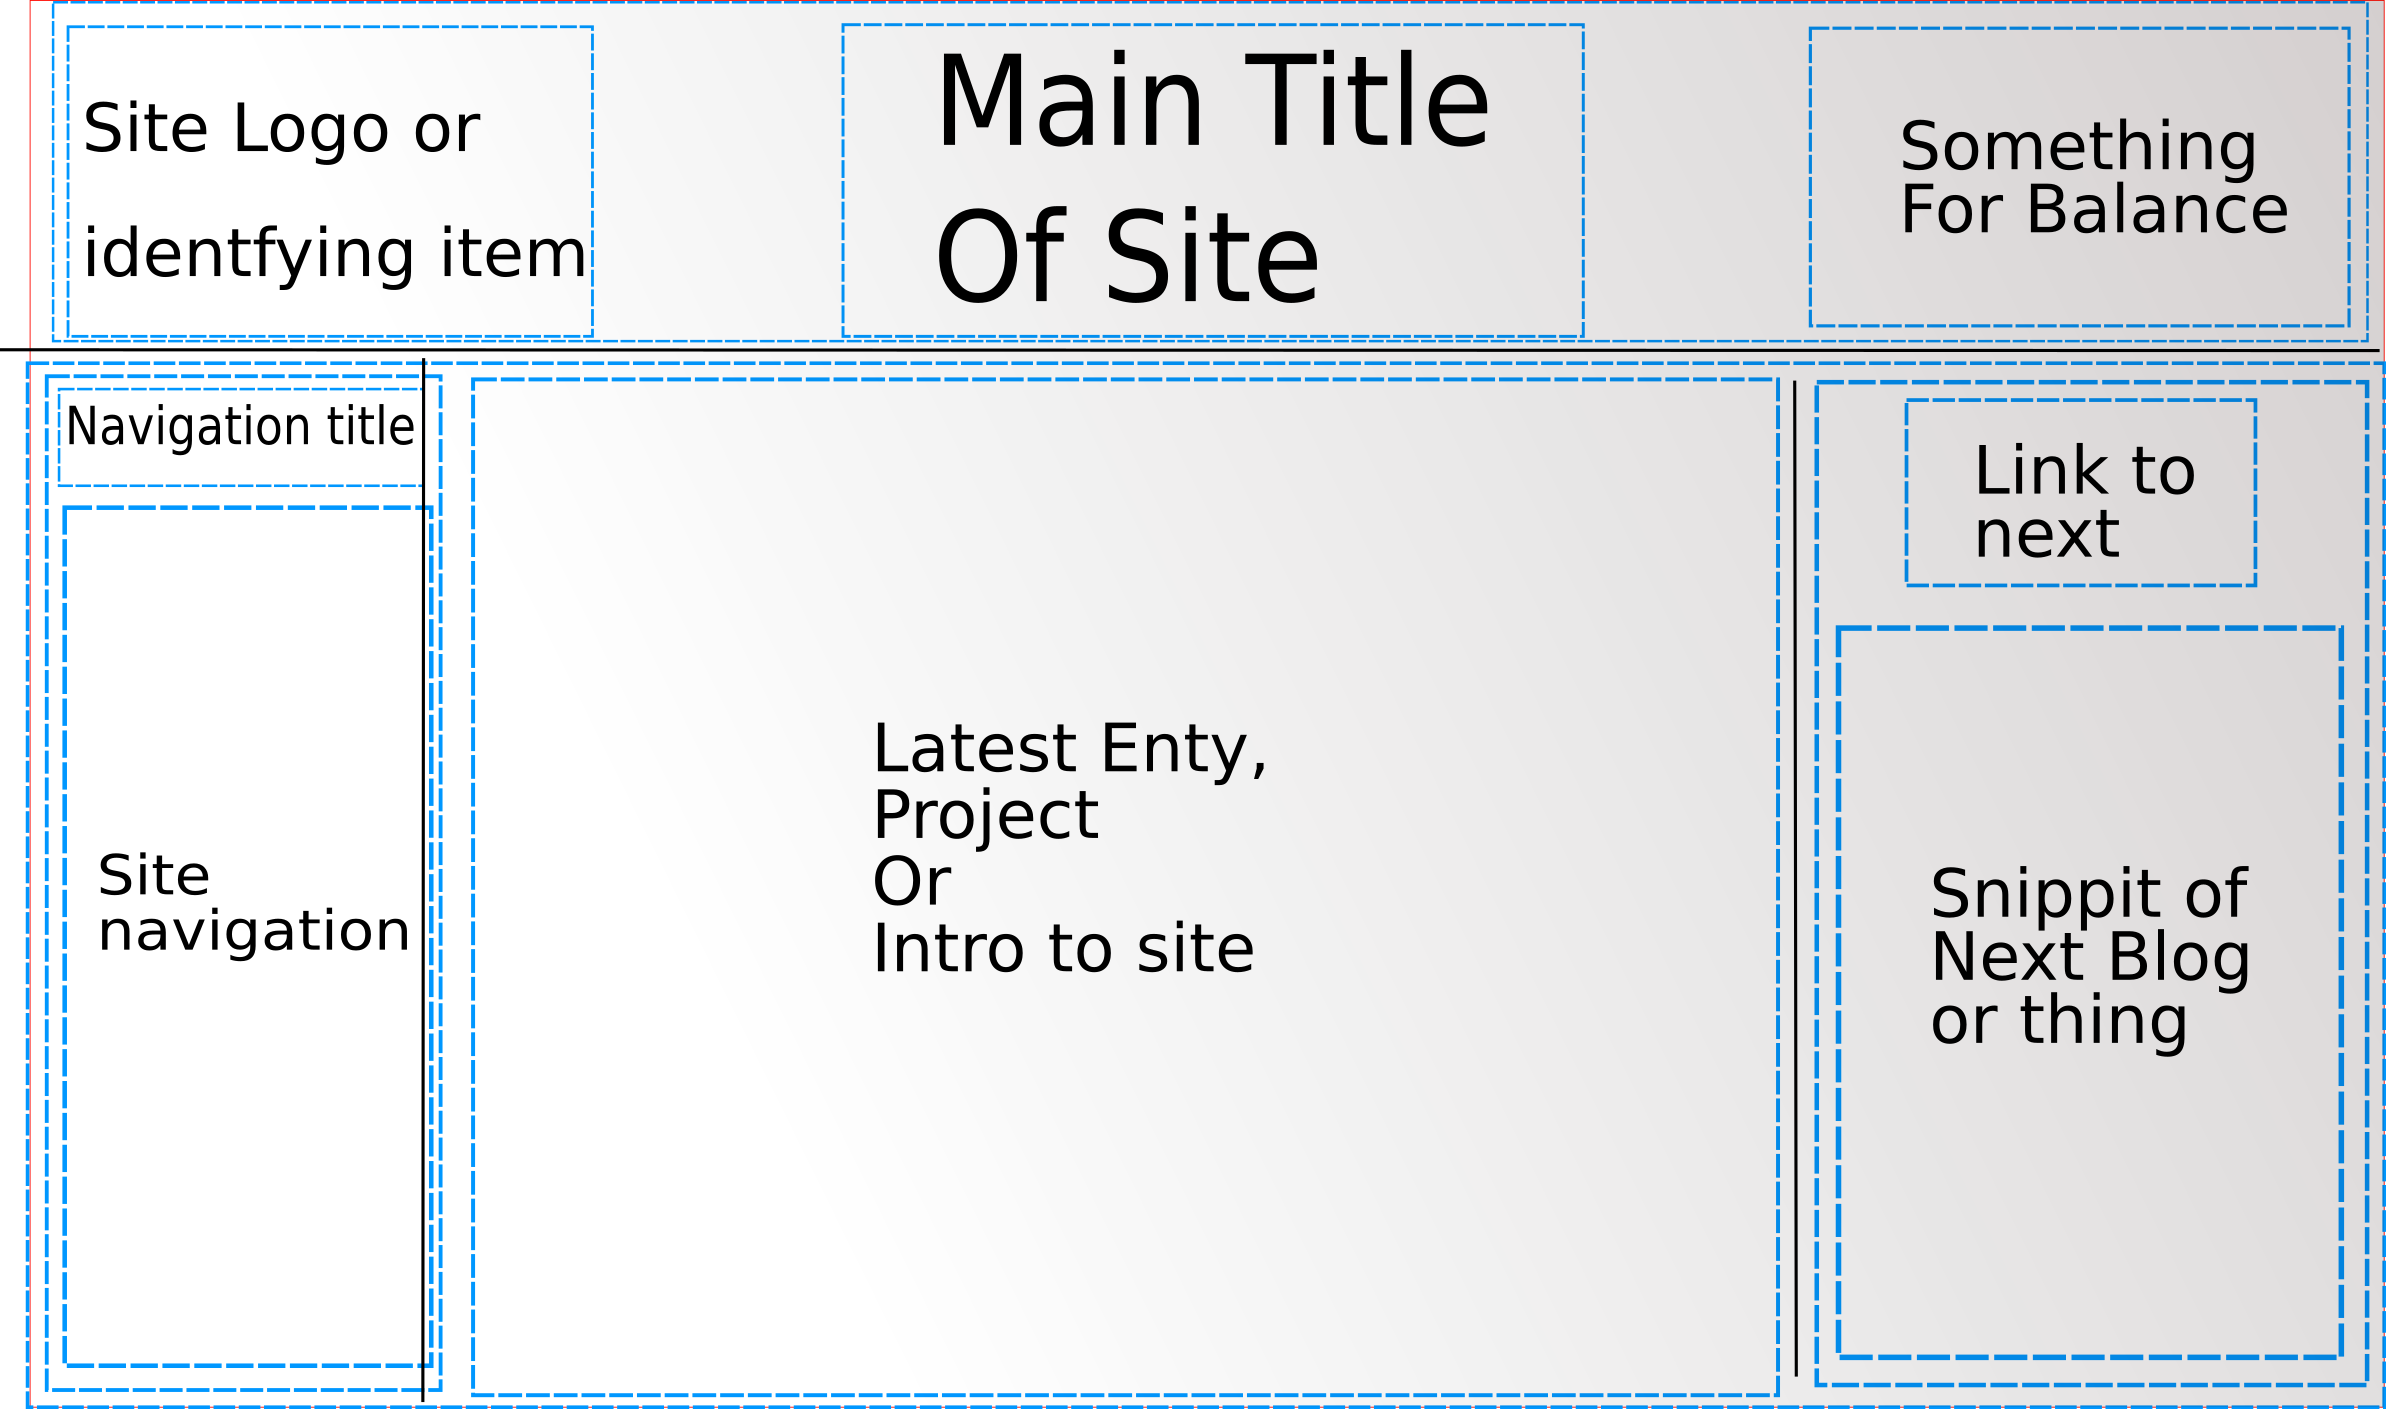 Site Logo or
identfying item
Main Title
Of Site
Something
For Balance
Navigation title
Site
navigation
Latest Enty,
Project
Or
Intro to site
Link to
next
Snippit of
Next Blog
or thing